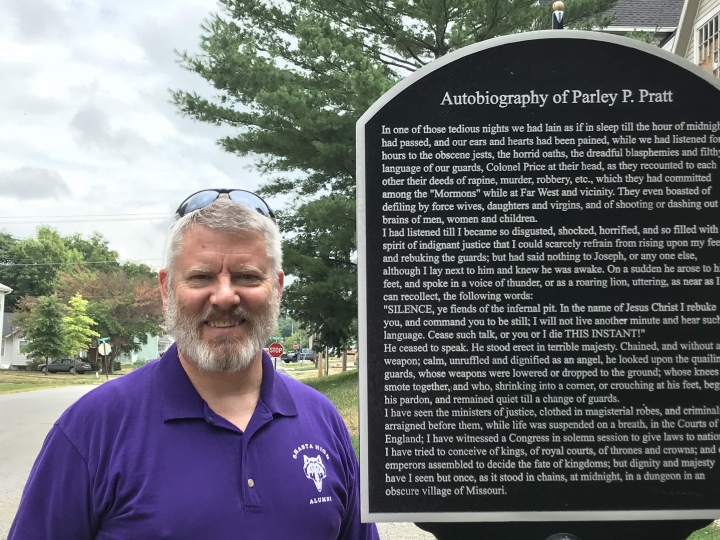 Autobiography of Parley P. Pratt
In one of those tedious nights we had lain as if in sleep till the hour of midnigh
had passed, and our ears and hearts had been pained, while we had listened for
hours to the obscene jests, the horrid oaths, the dreadful blasphemies and filthy
language of our guards, Colonel Price at their head, as they recounted to each
other their deeds of rapine, murder, robbery, etc., which they had committed
among the "Mormons" while at Far West and vicinity. They even boasted of
defiling by force wives, daughters and virgins, and of shooting or dashing out
brains of men, women and children.
I had listened till I became so disgusted, shocked, horrified, and so filled with
spirit of indignant justice that I could scarcely refrain from rising upon my fee
and rebuking the guards; but had said nothing to Joseph, or any one else,
although I lay next to him and knew he was awake. On a sudden he arose to hi
feet, and spoke in a voice of thunder, or as a roaring lion, uttering, as near as I
can recollect, the following words:
"SILENCE, ye fiends of the infernal pit. In the name of Jesus Christ I rebuke
you, and command you to be still; I will not live another minute and hear such
language. Cease such talk, or you or I die THIS INSTANT!"
He ceased to speak. He stood erect in terrible majesty. Chained, and without a
weapon; calm, unruffled and dignified as an angel, he looked upon the quailin
guards, whose weapons were lowered or dropped to the ground; whose knees
smote together, and who, shrinking into a corner, or crouching at his feet, beg
his pardon, and remained quiet till a change of guards.
I have seen the ministers of justice, clothed in magisterial robes, and criminal
arraigned before them, while life was suspended on a breath, in the Courts of
England; I have witnessed a Congress in solemn session to give laws to nation
I have tried to conceive of kings, of royal courts, of thrones and crowns; and
emperors assembled to decide the fate of kingdoms; but dignity and majesty
have I seen but once, as it stood in chains, at midnight, in a dungeon in an
obscure village of Missouri.
SHASTA HIGH
ALUMNI
STOP